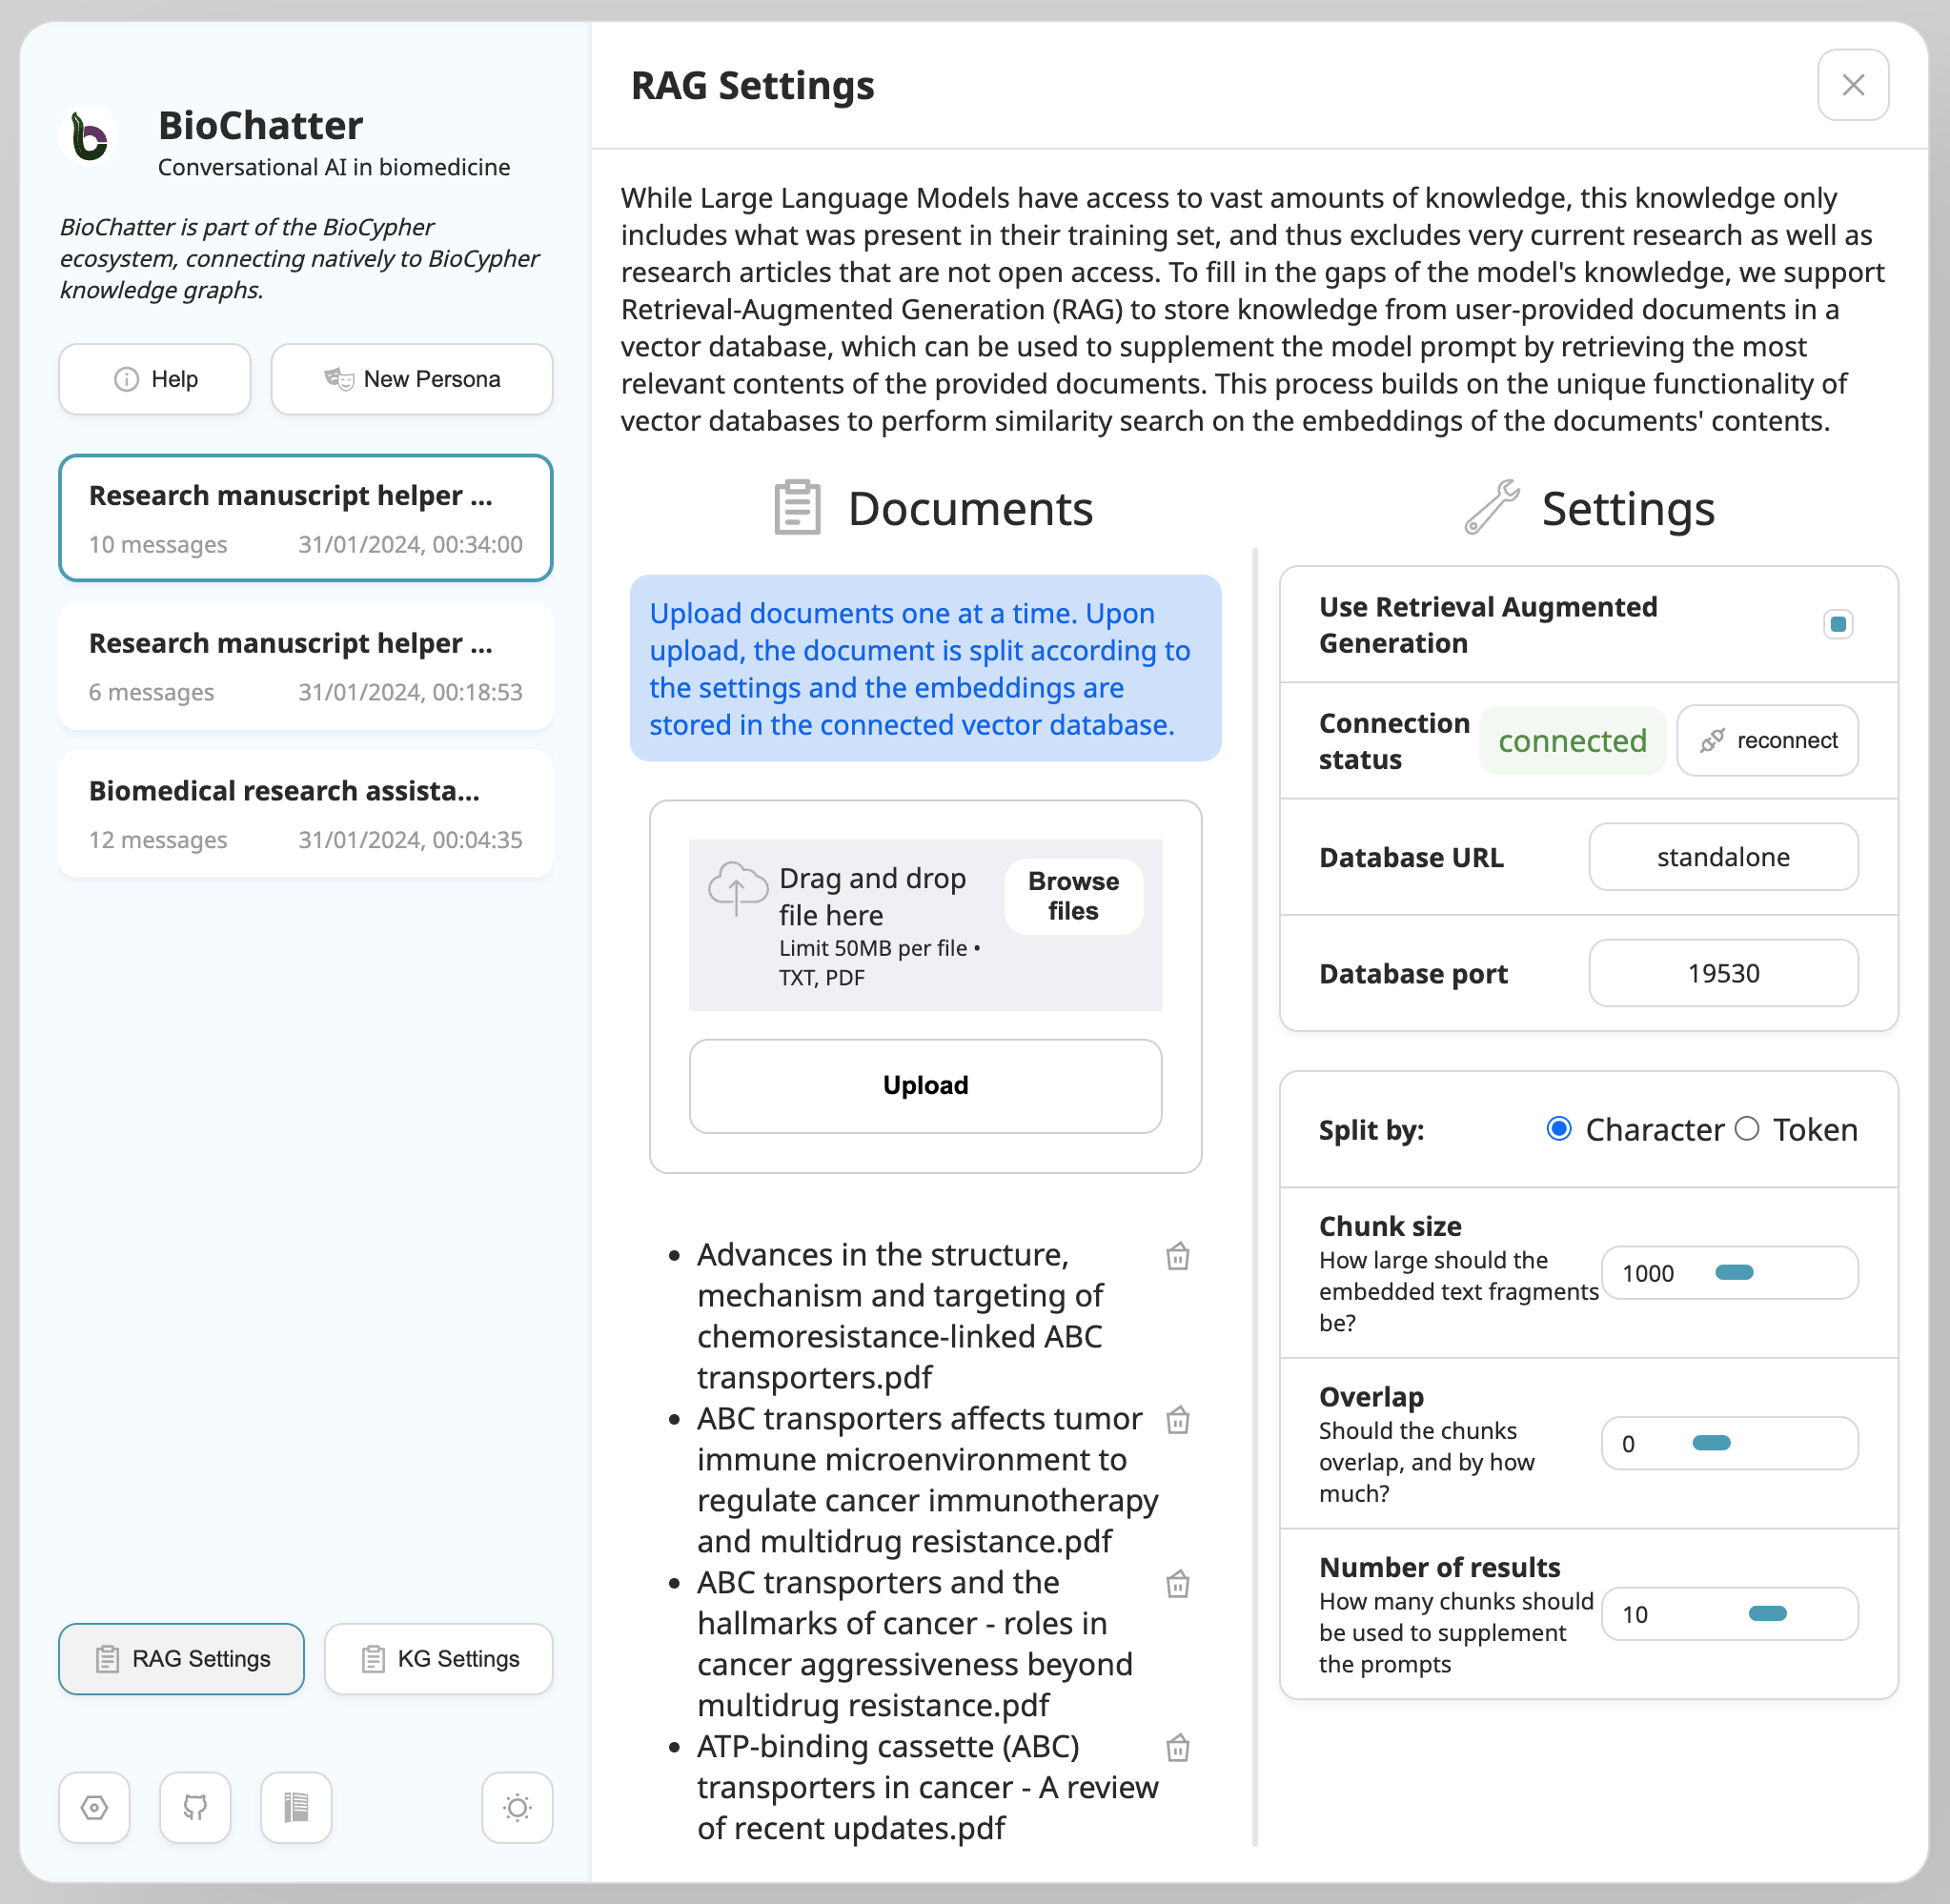 BioChatter
Conversational AI in biomedicine
BioChatter is part of the BioCypher
ecosystem, connecting natively to BioCypher
knowledge graphs.
Help
New Persona
Research manuscript helper ...
10 messages 31/01/2024, 00:34:00
Research manuscript helper ...
6 messages 31/01/2024, 00:18:53
Biomedical research assista...
12 messages 31/01/2024, 00:04:35
RAG Settings
KG Settings
RAG Settings
While Large Language Models have access to vast amounts of knowledge, this knowledge only
includes what was present in their training set, and thus excludes very current research as well as
research articles that are not open access. To fill in the gaps of the model's knowledge, we support
Retrieval-Augmented Generation (RAG) to store knowledge from user-provided documents in a
vector database, which can be used to supplement the model prompt by retrieving the most
relevant contents of the provided documents. This process builds on the unique functionality of
vector databases to perform similarity search on the embeddings of the documents' contents.
Documents
Upload documents one at a time. Upon
upload, the document is split according to
the settings and the embeddings are
stored in the connected vector database.
Drag and drop
file here
Limit 50MB per file •
TXT, PDF
Browse
files
Upload
• Advances in the structure,
mechanism and targeting of
chemoresistance-linked ABC
transporters.pdf
• ABC transporters affects tumor
immune microenvironment to
regulate cancer immunotherapy
and multidrug resistance.pdf
• ABC transporters and the
hallmarks of cancer - roles in
cancer aggressiveness beyond
multidrug resistance.pdf
• ATP-binding cassette (ABC)
transporters in cancer - A review
of recent updates.pdf
Settings
Use Retrieval Augmented
Generation
Connection
status
connected
reconnect
Database URL
standalone
Database port
19530
Split by:
Character
Token
Chunk size
How large should the
embedded text fragments
be?
1000
Overlap
Should the chunks
overlap, and by how
much?
0
Number of results
How many chunks should
be used to supplement
the prompts
10